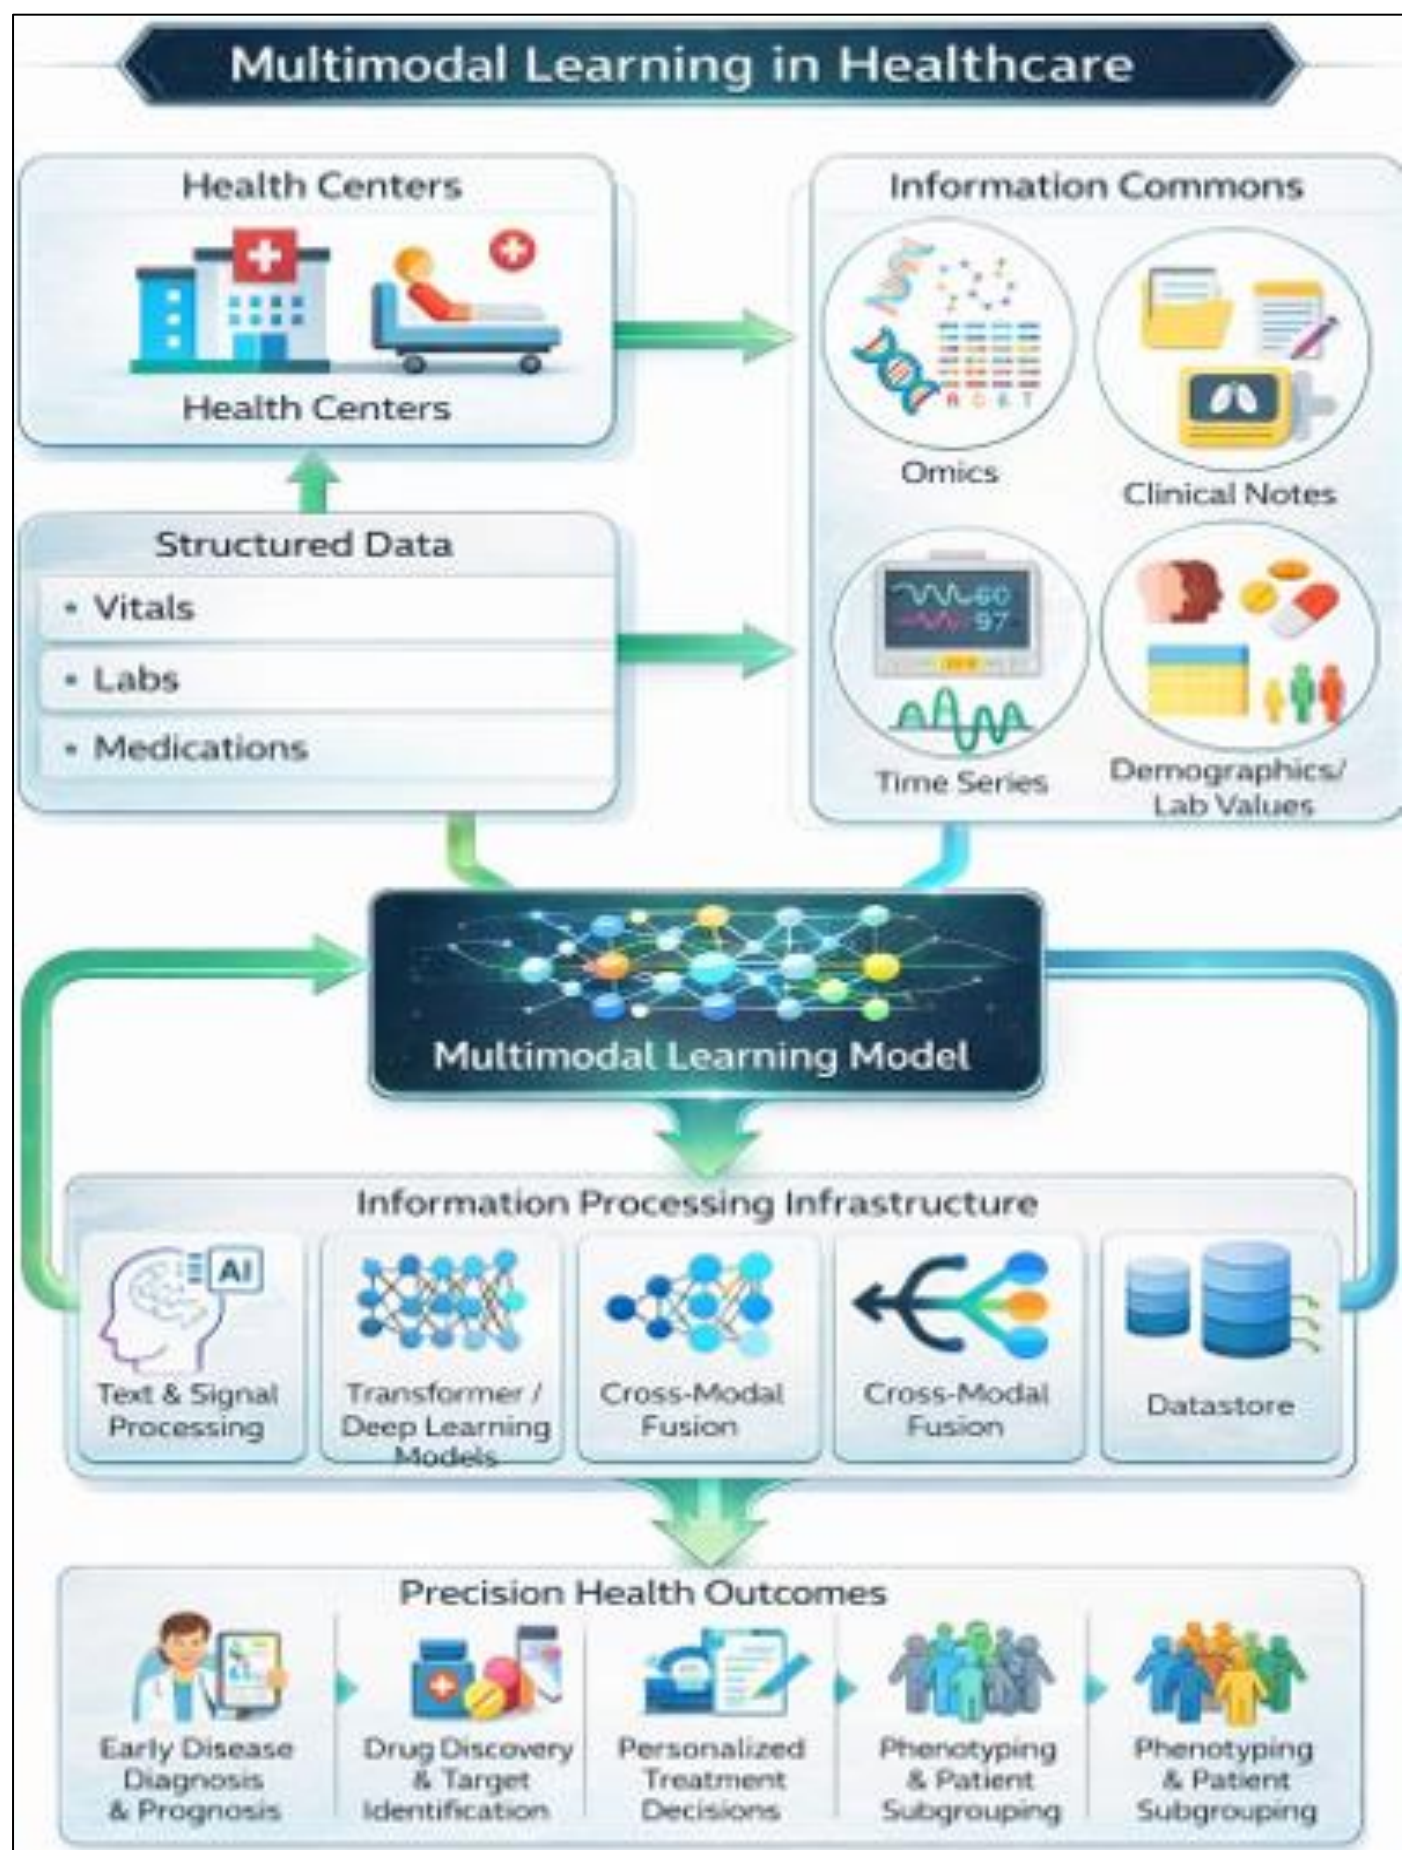 Multimodal Learning in Healthcare
Health Centers
Health Centers
Information Commons
Omics
Clinical Notes
Time Series
60
97
Demographics/
Lab Values
Structured Data
• Vitals
• Labs
• Medications
Multimodal Learning Model
Information Processing Infrastructure
AI
Text & Signal
Processing
Transformer /
Deep Learning
Models
Cross-Modal
Fusion
Cross-Modal
Fusion
Datastore
Precision Health Outcomes
Early Disease
Diagnosis
& Prognosis
Drug Discovery
& Target
Identification
Personalized
Treatment
Decisions
Phenotyping
& Patient
Subgrouping
Phenotyping
& Patient
Subgrouping